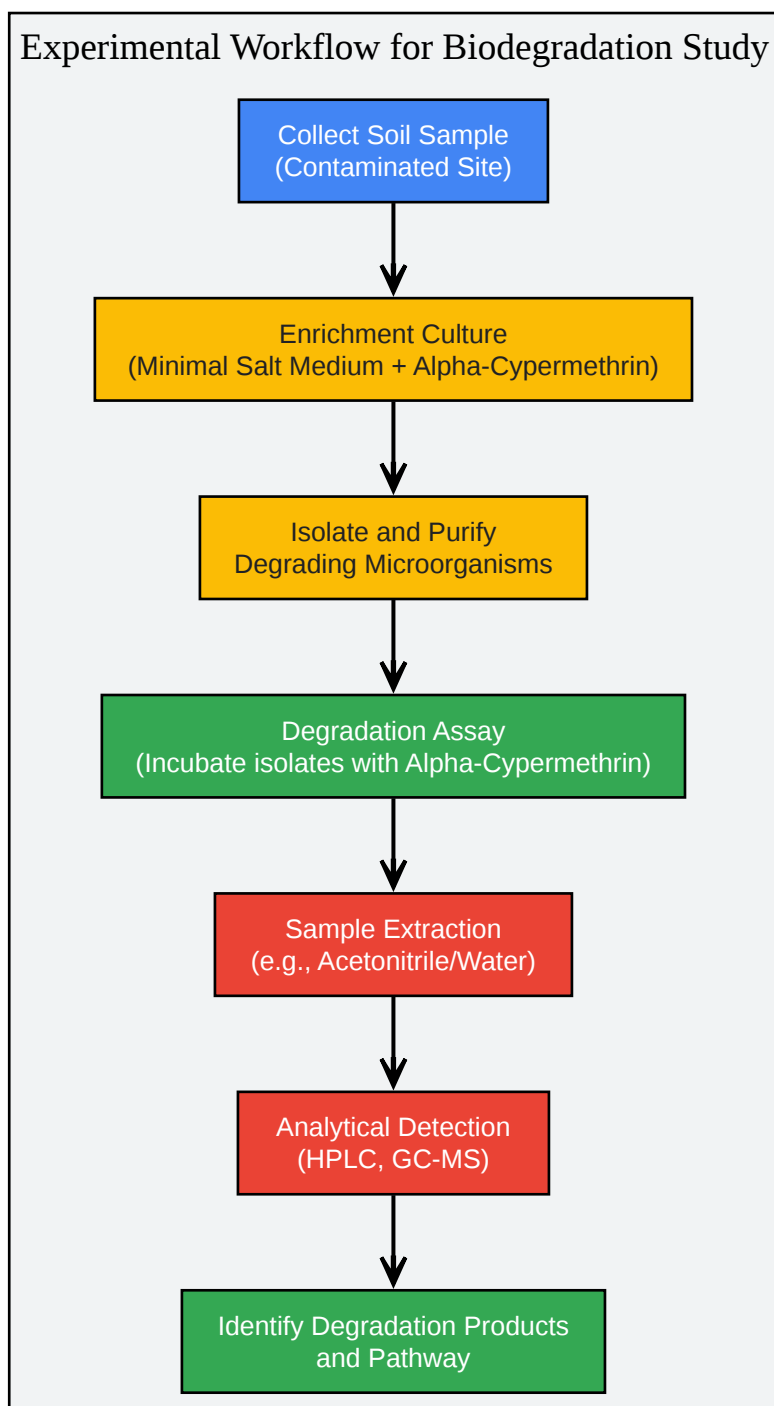 Experimental Workflow for Biodegradation Study
Collect Soil Sample
(Contaminated Site)
Enrichment Culture
(Minimal Salt Medium + Alpha-Cypermethrin)
Isolate and Purify
Degrading Microorganisms
Degradation Assay
(Incubate isolates with Alpha-Cypermethrin)
Sample Extraction
(e.g., Acetonitrile/Water)
Analytical Detection
(HPLC, GC-MS)
Identify Degradation Products
and Pathway